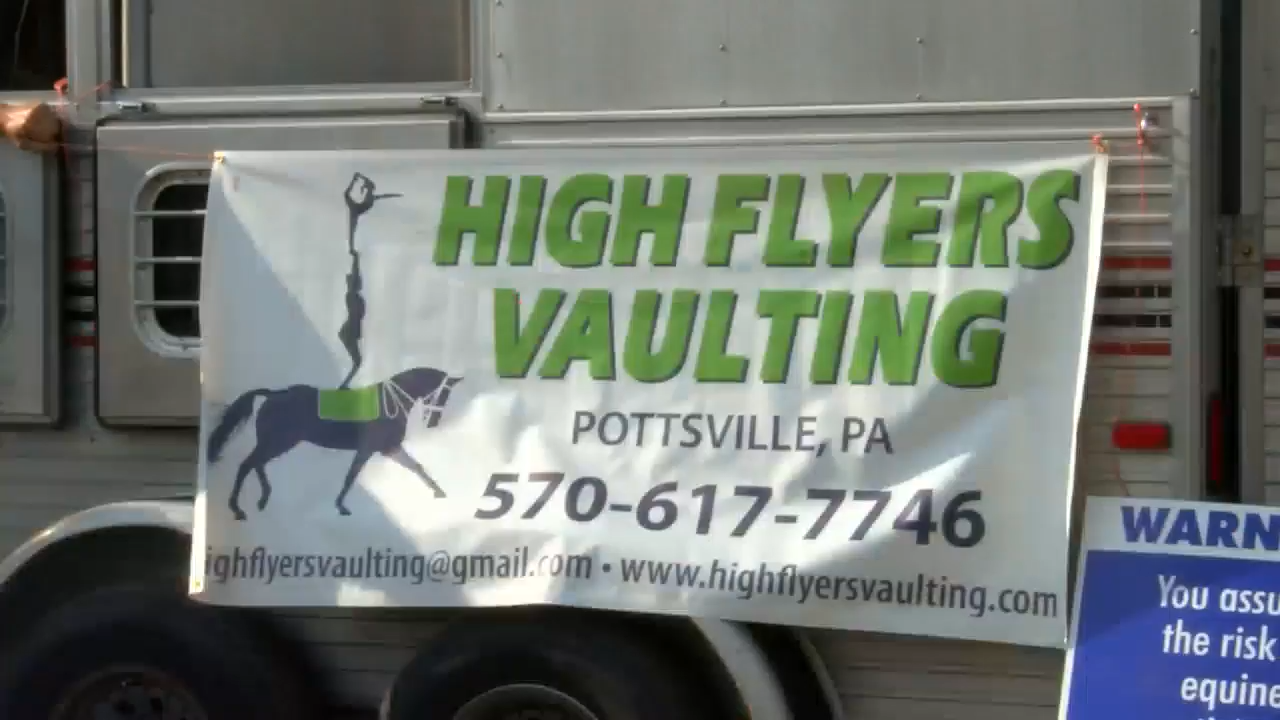 HIGH FLYERS
VAULTING
POTTSVILLE, PA
570-617-7746
ighflyersvaulting@gmail.com • www.highflyersvaulting.com
WARN
You assu
the risk
equine